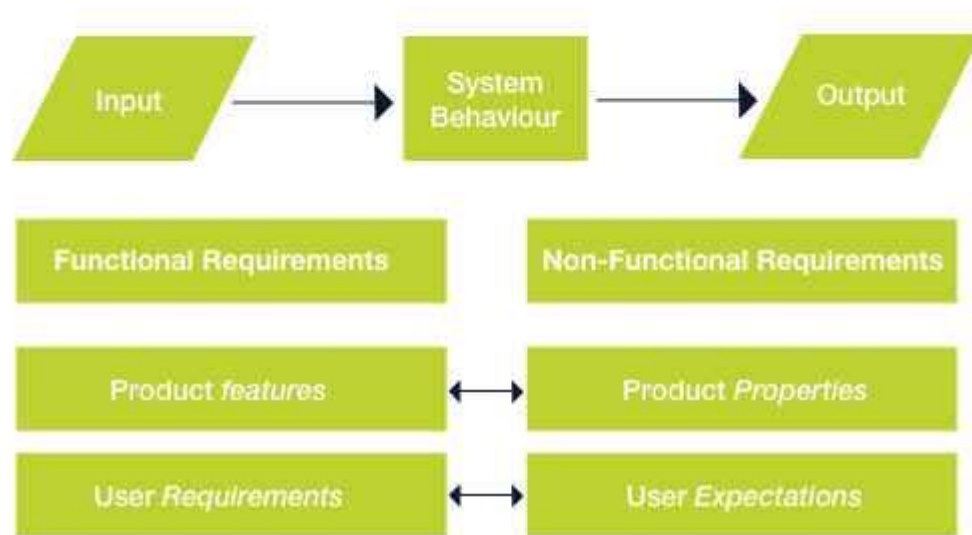 Input
System
Behaviour
Output
Functional Requirements
Non-Functional Requirements
Product features
Product Properties
User Requirements
User Expectations